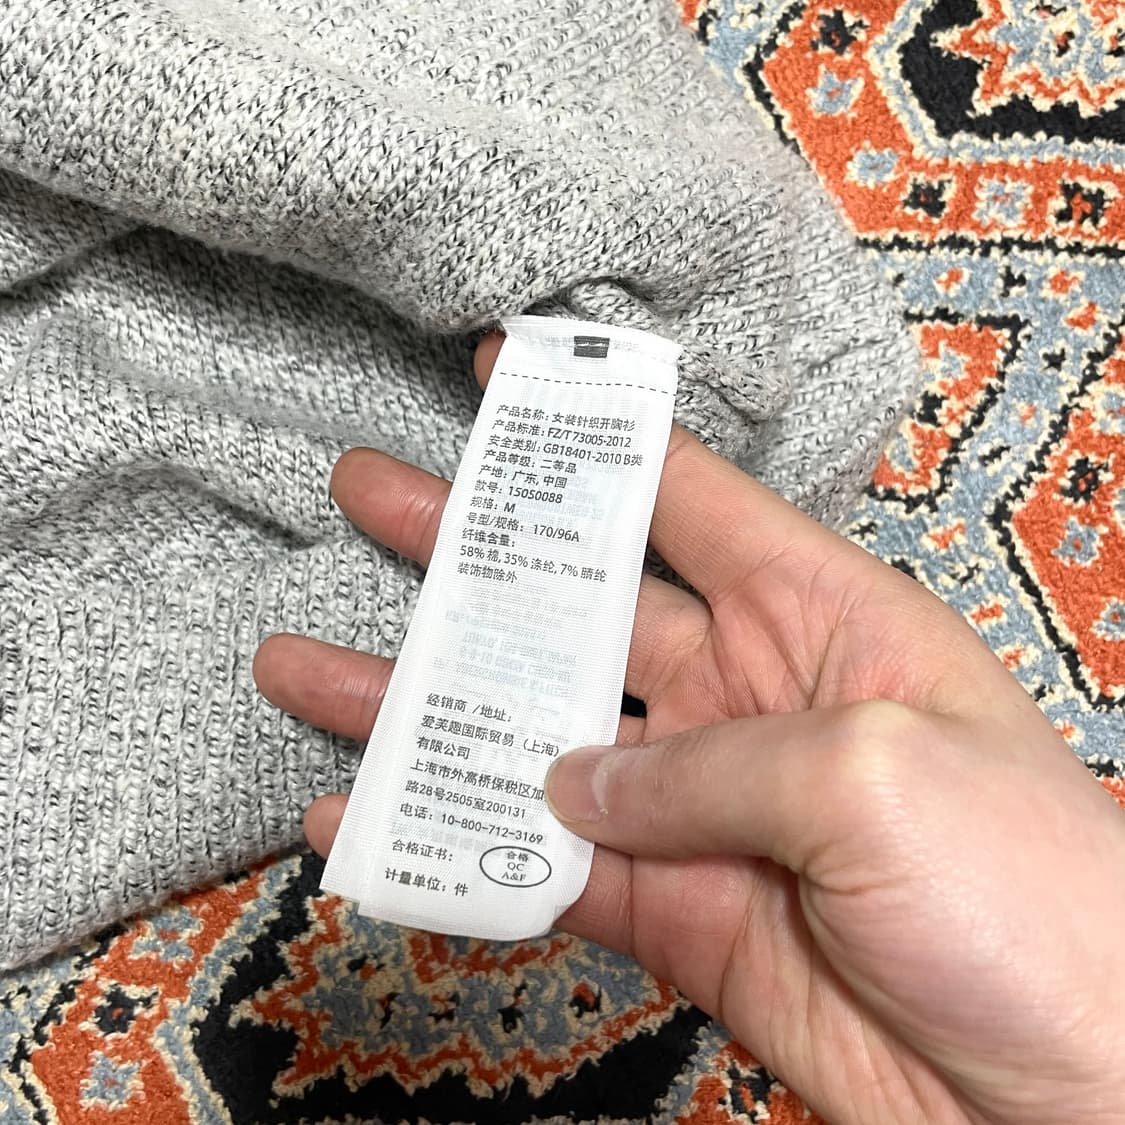 产品名称: 女装针织开胸衫
产品标准: FZ/T 73005-2012
安全类别: GB18401-2010 B类
产品等级: 二等品
产地: 广东, 中国
款号: 15050088
规格: M
号型/规格: 170/96A
纤维含量:
58% 棉, 35% 涤纶, 7% 腈纶
装饰物除外
经销商 /地址:
爱芙趣国际贸易 (上海)
有限公司
上海市外高桥保税区加
路28号2505室200131
电话: 10-800-712-3169
合格证书:
合格
QC
A&F
计量单位: 件